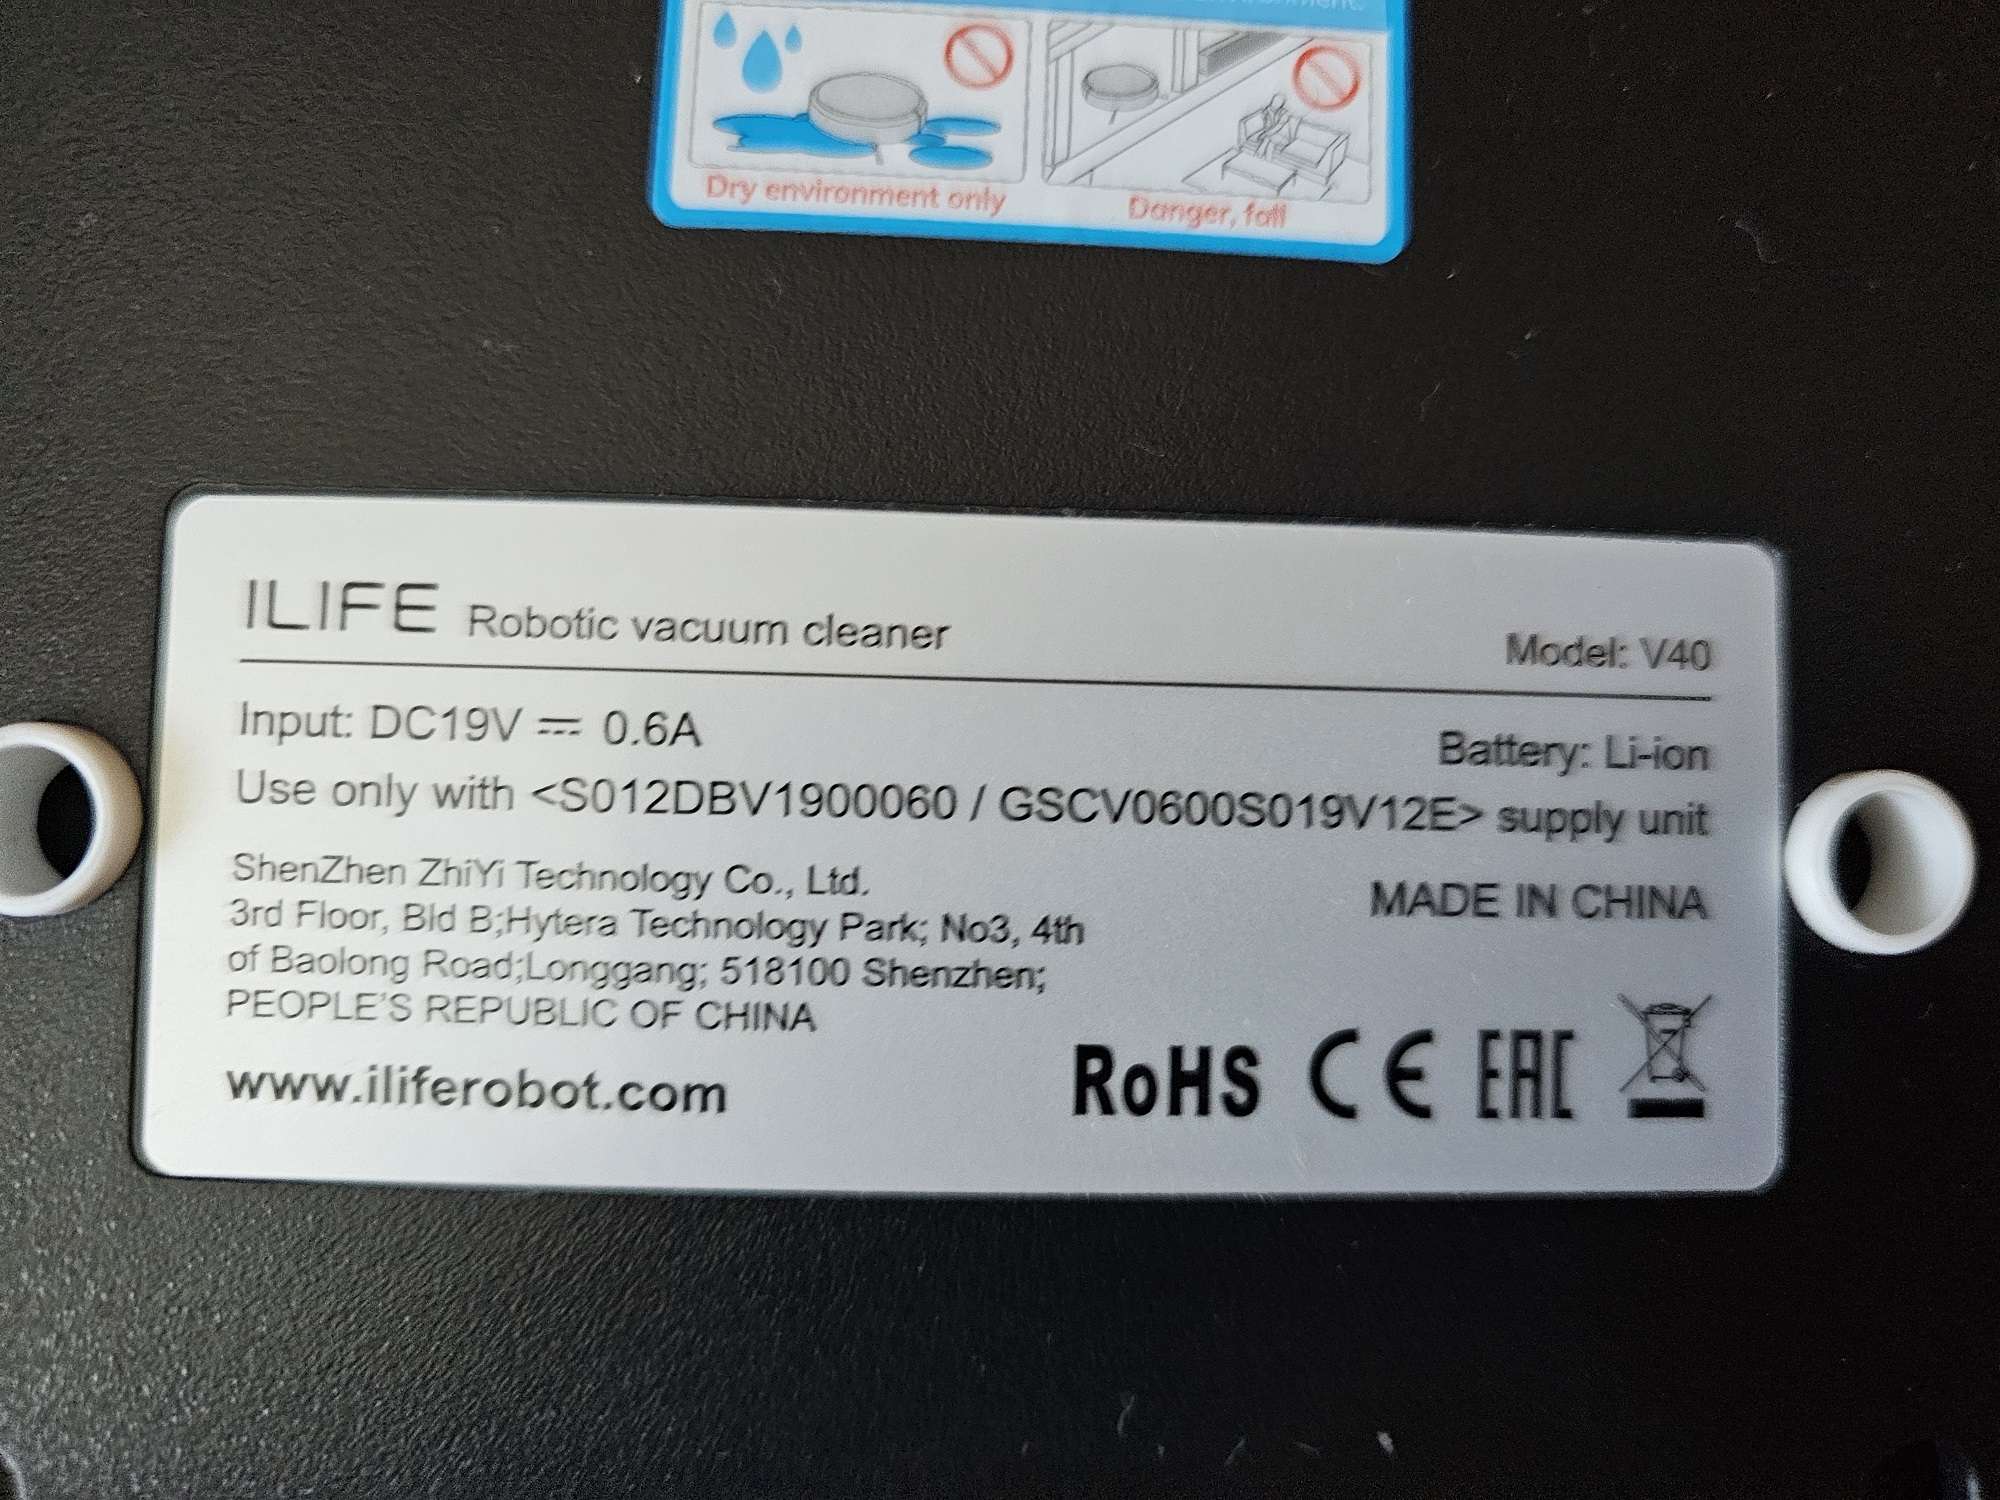 Dry environment only
Danger, fall
ILIFE Robotic vacuum cleaner
Model: V40
Input: DC19V ⎓ 0.6A
Battery: Li-ion
Use only with <S012DBV1900060 / GSCV0600S019V12E> supply unit
ShenZhen ZhiYi Technology Co., Ltd.
3rd Floor, Bld B;Hytera Technology Park; No3, 4th
of Baolong Road;Longgang; 518100 Shenzhen;
PEOPLE'S REPUBLIC OF CHINA
MADE IN CHINA
www.iliferobot.com
RoHS CE EAC